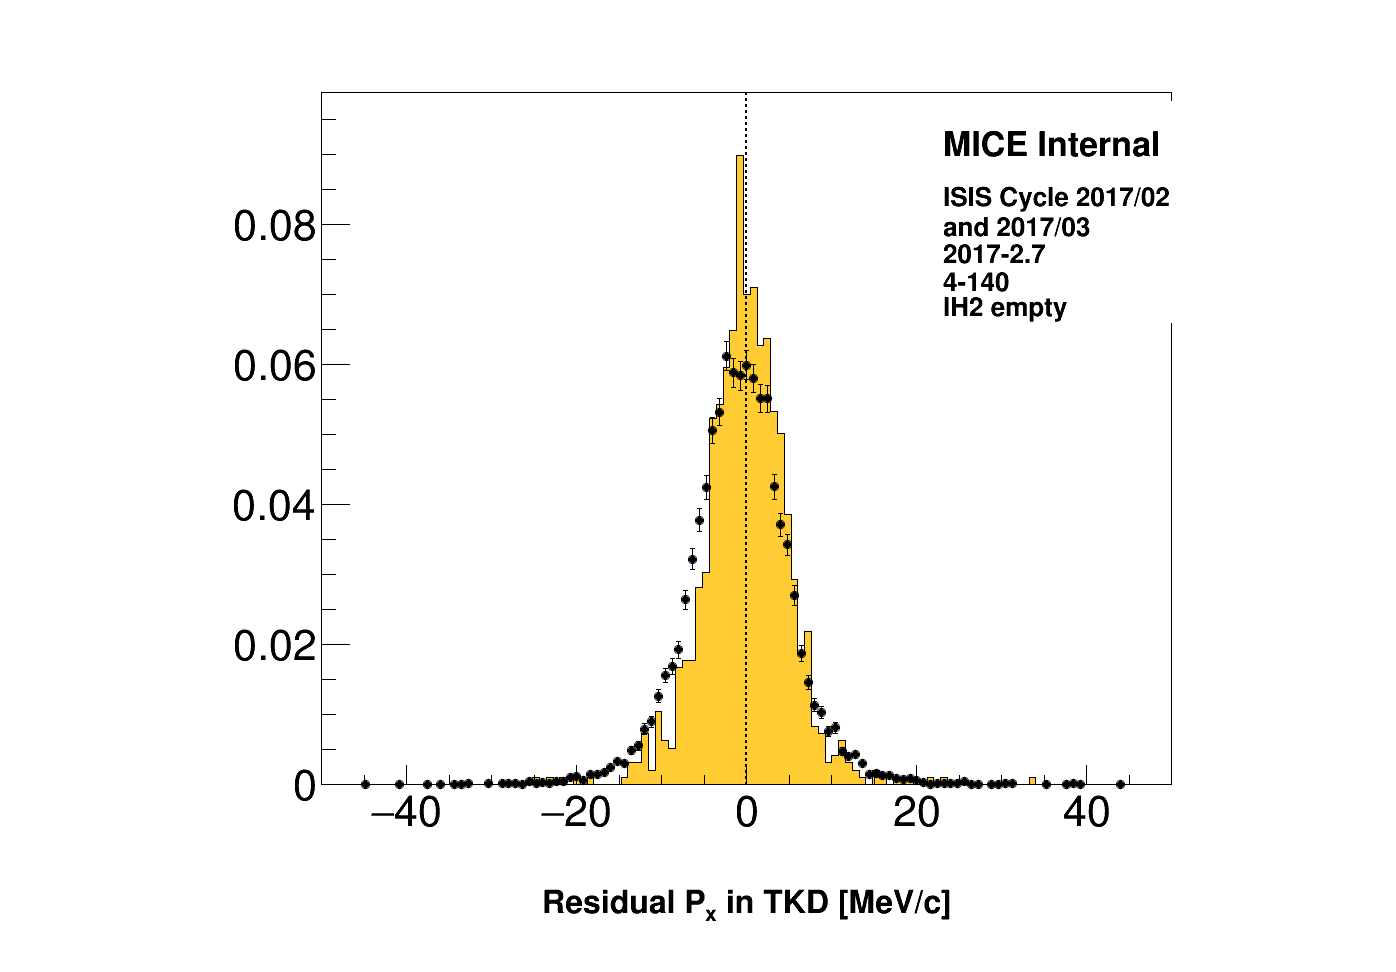 MICE Internal
ISIS Cycle 2017/02
and 2017/03
2017-2.7
4-140
lH2 empty
0.08
0.06
0.04
0.02
0
−40 −20 0 20 40
Residual Px in TKD [MeV/c]